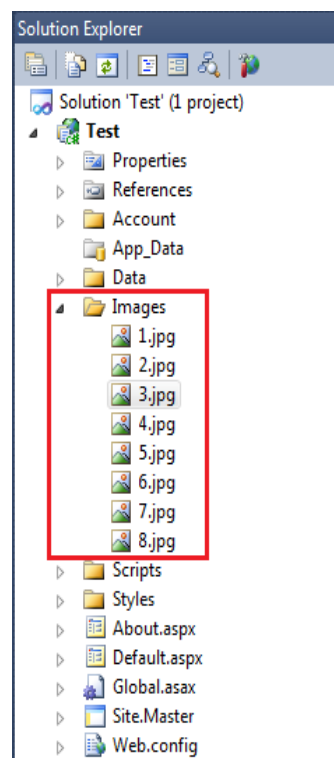 Solution Explorer
Solution 'Test' (1 project)
Test
Properties
References
Account
App_Data
Data
Images
1.jpg
2.jpg
3.jpg
4.jpg
5.jpg
6.jpg
7.jpg
8.jpg
Scripts
Styles
About.aspx
Default.aspx
Global.asax
Site.Master
Web.config